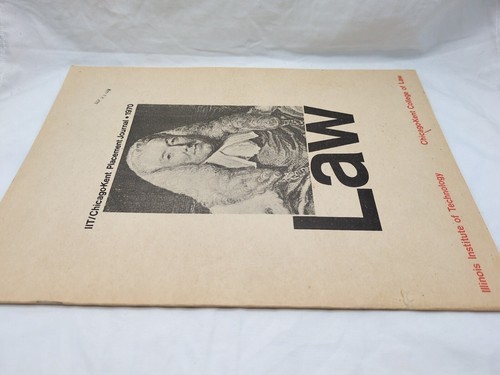 IIT/Chicago-Kent Placement Journal • 1970
Law
Illinois Institute of Technology
Chicago-Kent College of Law